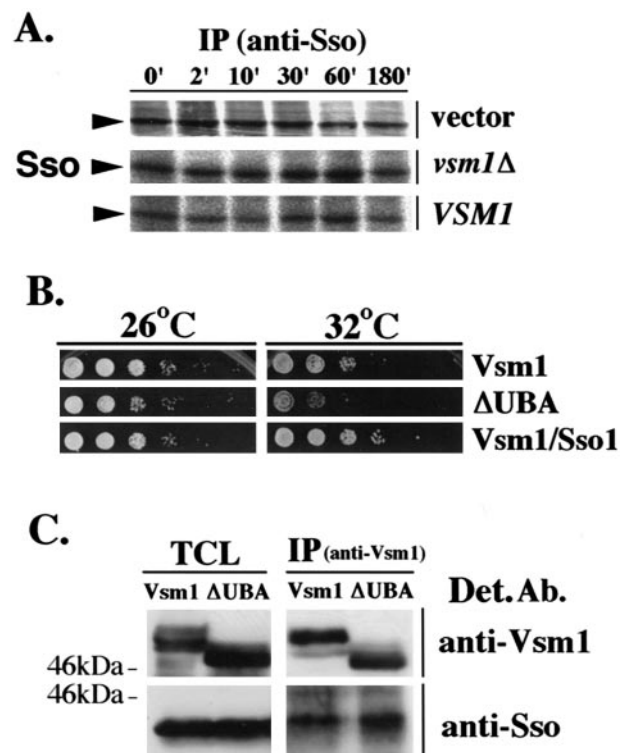 A.
IP (anti-Sso)
0' 2' 10' 30' 60' 180'
vector
Sso vsm1Δ
VSM1
B.
26°C 32°C
Vsm1
ΔUBA
Vsm1/Sso1
C.
TCL IP (anti-Vsm1)
Vsm1 ΔUBA Vsm1 ΔUBA Det. Ab.
anti-Vsm1
46kDa-
46kDa-
anti-Sso